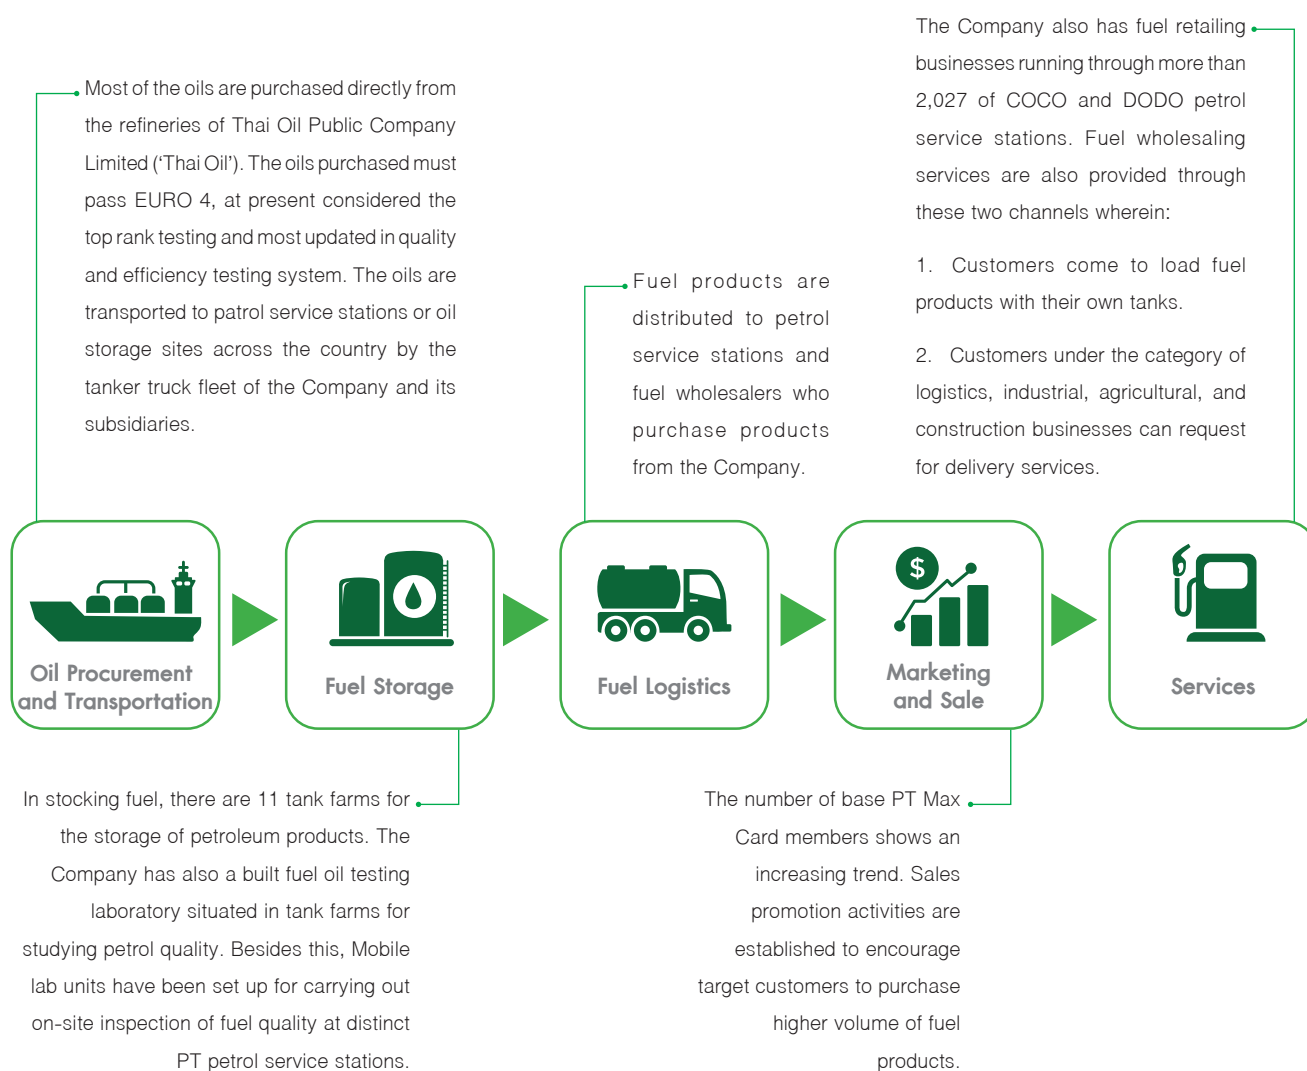 Most of the oils are purchased directly from
the refineries of Thai Oil Public Company
Limited (‘Thai Oil’). The oils purchased must
pass EURO 4, at present considered the
top rank testing and most updated in quality
and efficiency testing system. The oils are
transported to patrol service stations or oil
storage sites across the country by the
tanker truck fleet of the Company and its
subsidiaries.
Fuel products are
distributed to petrol
service stations and
fuel wholesalers who
purchase products
from the Company.
The Company also has fuel retailing
businesses running through more than
2,027 of COCO and DODO petrol
service stations. Fuel wholesaling
services are also provided through
these two channels wherein:
1. Customers come to load fuel
products with their own tanks.
2. Customers under the category of
logistics, industrial, agricultural, and
construction businesses can request
for delivery services.
Oil Procurement
and Transportation
Fuel Storage
Fuel Logistics
$
Marketing
and Sale
Services
In stocking fuel, there are 11 tank farms for
the storage of petroleum products. The
Company has also a built fuel oil testing
laboratory situated in tank farms for
studying petrol quality. Besides this, Mobile
lab units have been set up for carrying out
on-site inspection of fuel quality at distinct
PT petrol service stations.
The number of base PT Max
Card members shows an
increasing trend. Sales
promotion activities are
established to encourage
target customers to purchase
higher volume of fuel
products.